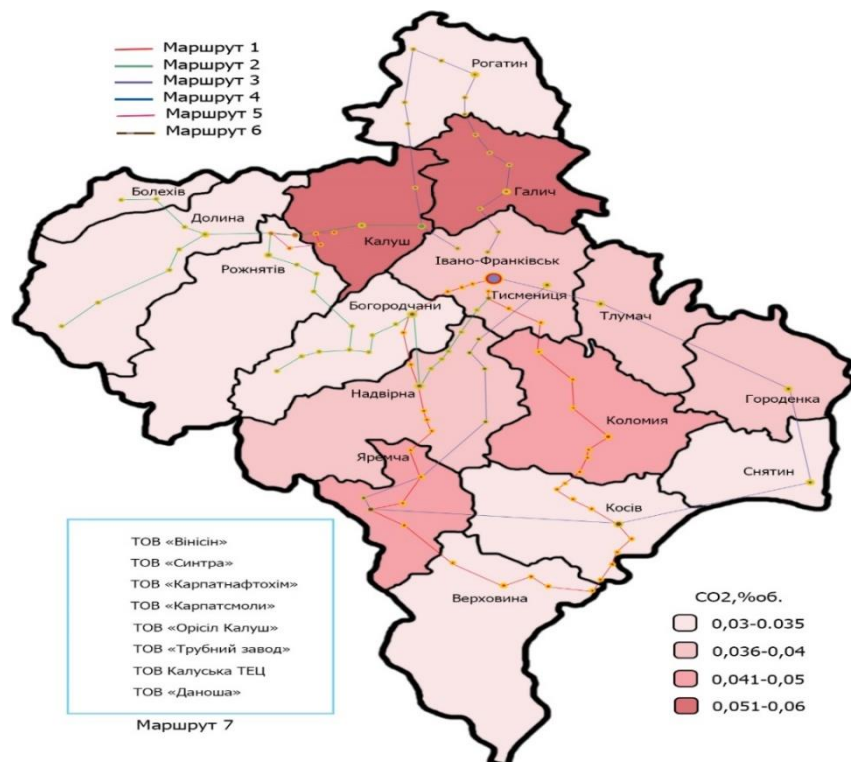 Маршрут 1
Маршрут 2
Маршрут 3
Маршрут 4
Маршрут 5
Маршрут 6
Рогатин
Галич
Болехів
Долина
Калуш
Рожнятів
Івано-Франківськ
Тисмениця
Богородчани
Тлумач
Надвірна
Городенка
Коломия
Яремча
Снятин
Косів
Верховина
ТОВ «Вінісін»
ТОВ «Синтра»
ТОВ «Карпатнафтохім»
ТОВ «Карпатсмоли»
ТОВ «Орісіл Калуш»
ТОВ «Трубний завод»
ТОВ Калуська ТЕЦ
ТОВ «Даноша»
Маршрут 7
СО2,%об.
0,03-0.035
0,036-0,04
0,041-0,05
0,051-0,06